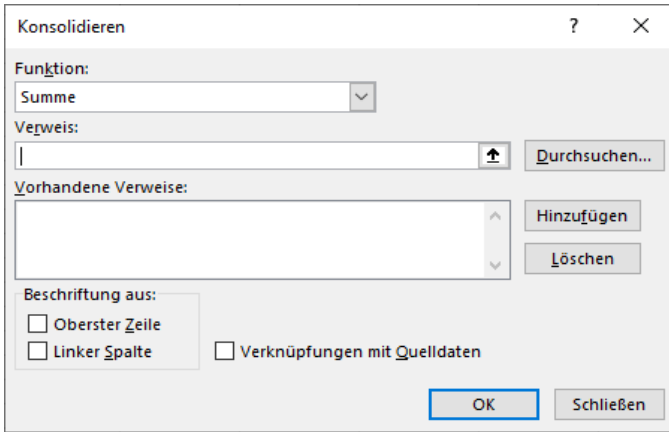 Konsolidieren ? ×
Funktion:
Summe
Verweis:
Durchsuchen...
Vorhandene Verweise:
Hinzufügen
Löschen
Beschriftung aus:
Oberster Zeile
Linker Spalte
Verknüpfungen mit Quelldaten
OK
Schließen